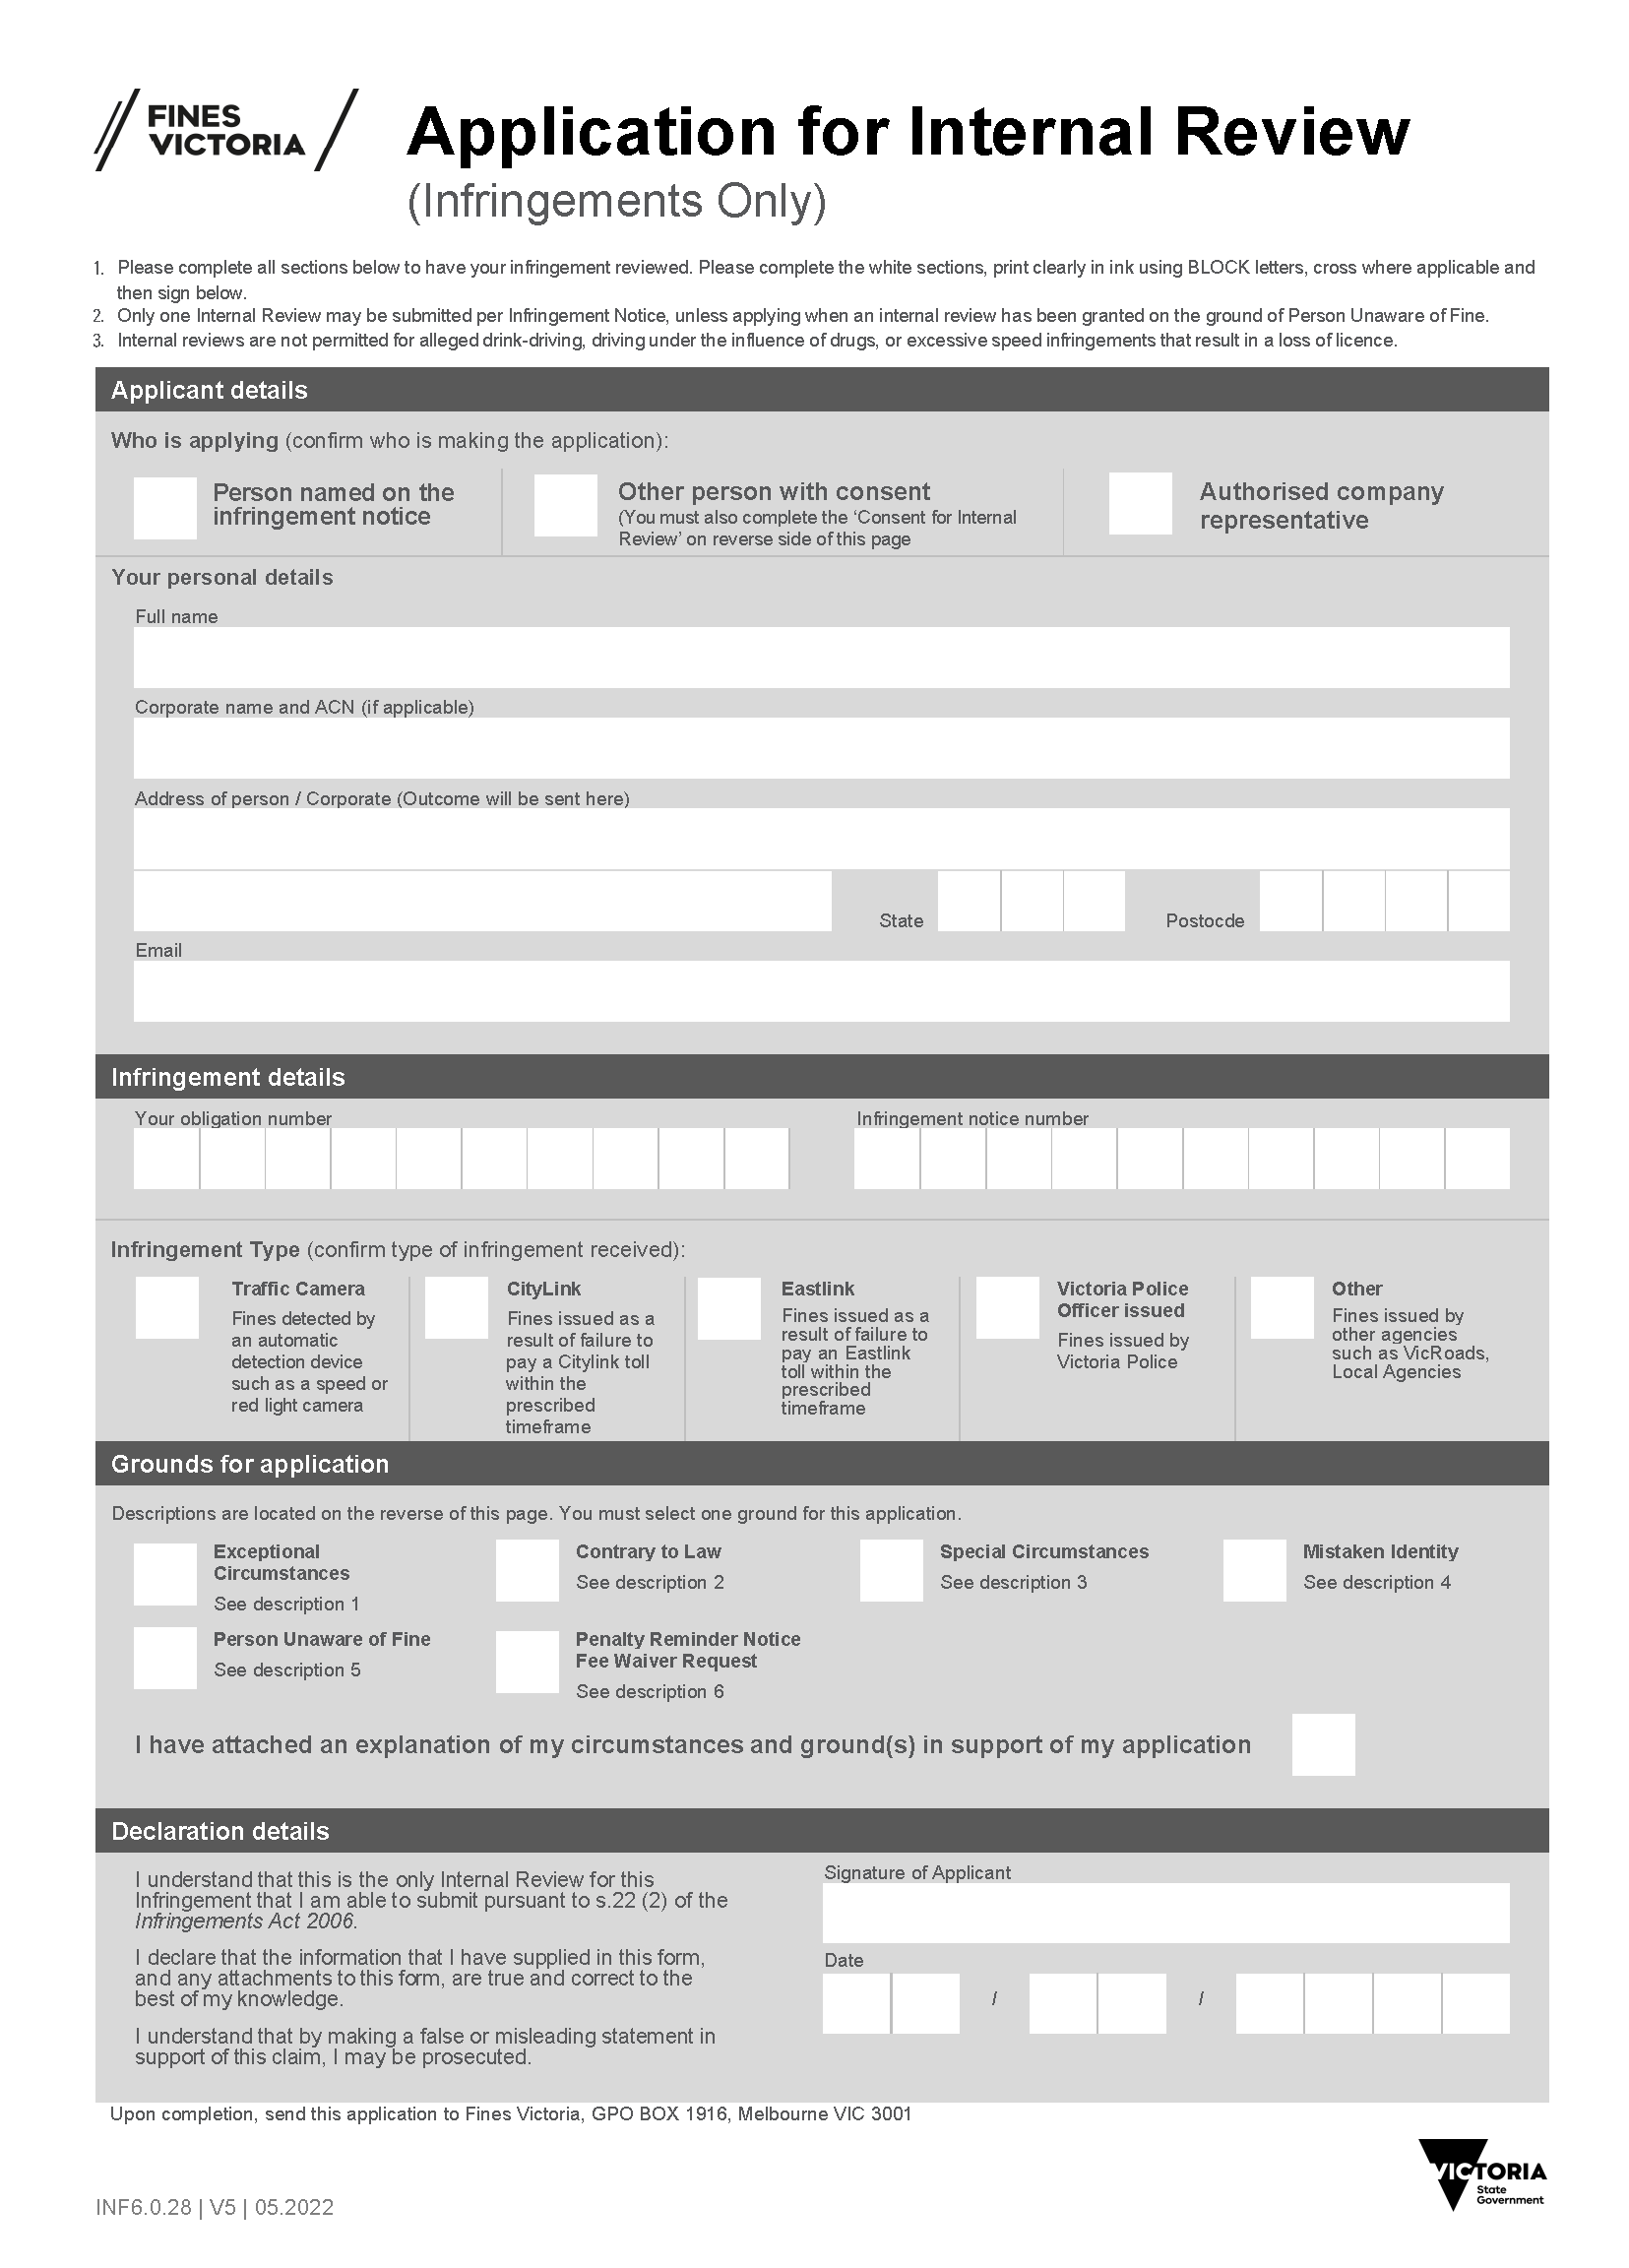 FINES
VICTORIA
Application for Internal Review
(Infringements Only)
1. Please complete all sections below to have your infringement reviewed. Please complete the white sections, print clearly in ink using BLOCK letters, cross where applicable and
then sign below.
2. Only one Internal Review may be submitted per Infringement Notice, unless applying when an internal review has been granted on the ground of Person Unaware of Fine.
3. Internal reviews are not permitted for alleged drink-driving, driving under the influence of drugs, or excessive speed infringements that result in a loss of licence.
Applicant details
Who is applying (confirm who is making the application):
Person named on the
infringement notice
Other person with consent
(You must also complete the ‘Consent for Internal
Review’ on reverse side of this page
Authorised company
representative
Your personal details
Full name
Corporate name and ACN (if applicable)
Address of person / Corporate (Outcome will be sent here)
State
Postocde
Email
Infringement details
Your obligation number
Infringement notice number
Infringement Type (confirm type of infringement received):
Traffic Camera
Fines detected by
an automatic
detection device
such as a speed or
red light camera
CityLink
Fines issued as a
result of failure to
pay a Citylink toll
within the
prescribed
timeframe
Eastlink
Fines issued as a
result of failure to
pay an Eastlink
toll within the
prescribed
timeframe
Victoria Police
Officer issued
Fines issued by
Victoria Police
Other
Fines issued by
other agencies
such as VicRoads,
Local Agencies
Grounds for application
Descriptions are located on the reverse of this page. You must select one ground for this application.
Exceptional
Circumstances
See description 1
Contrary to Law
See description 2
Special Circumstances
See description 3
Mistaken Identity
See description 4
Person Unaware of Fine
See description 5
Penalty Reminder Notice
Fee Waiver Request
See description 6
I have attached an explanation of my circumstances and ground(s) in support of my application
Declaration details
I understand that this is the only Internal Review for this
Infringement that I am able to submit pursuant to s.22 (2) of the
Infringements Act 2006.
I declare that the information that I have supplied in this form,
and any attachments to this form, are true and correct to the
best of my knowledge.
I understand that by making a false or misleading statement in
support of this claim, I may be prosecuted.
Signature of Applicant
Date
/ /
Upon completion, send this application to Fines Victoria, GPO BOX 1916, Melbourne VIC 3001
VICTORIA
State
Government
INF6.0.28 | V5 | 05.2022